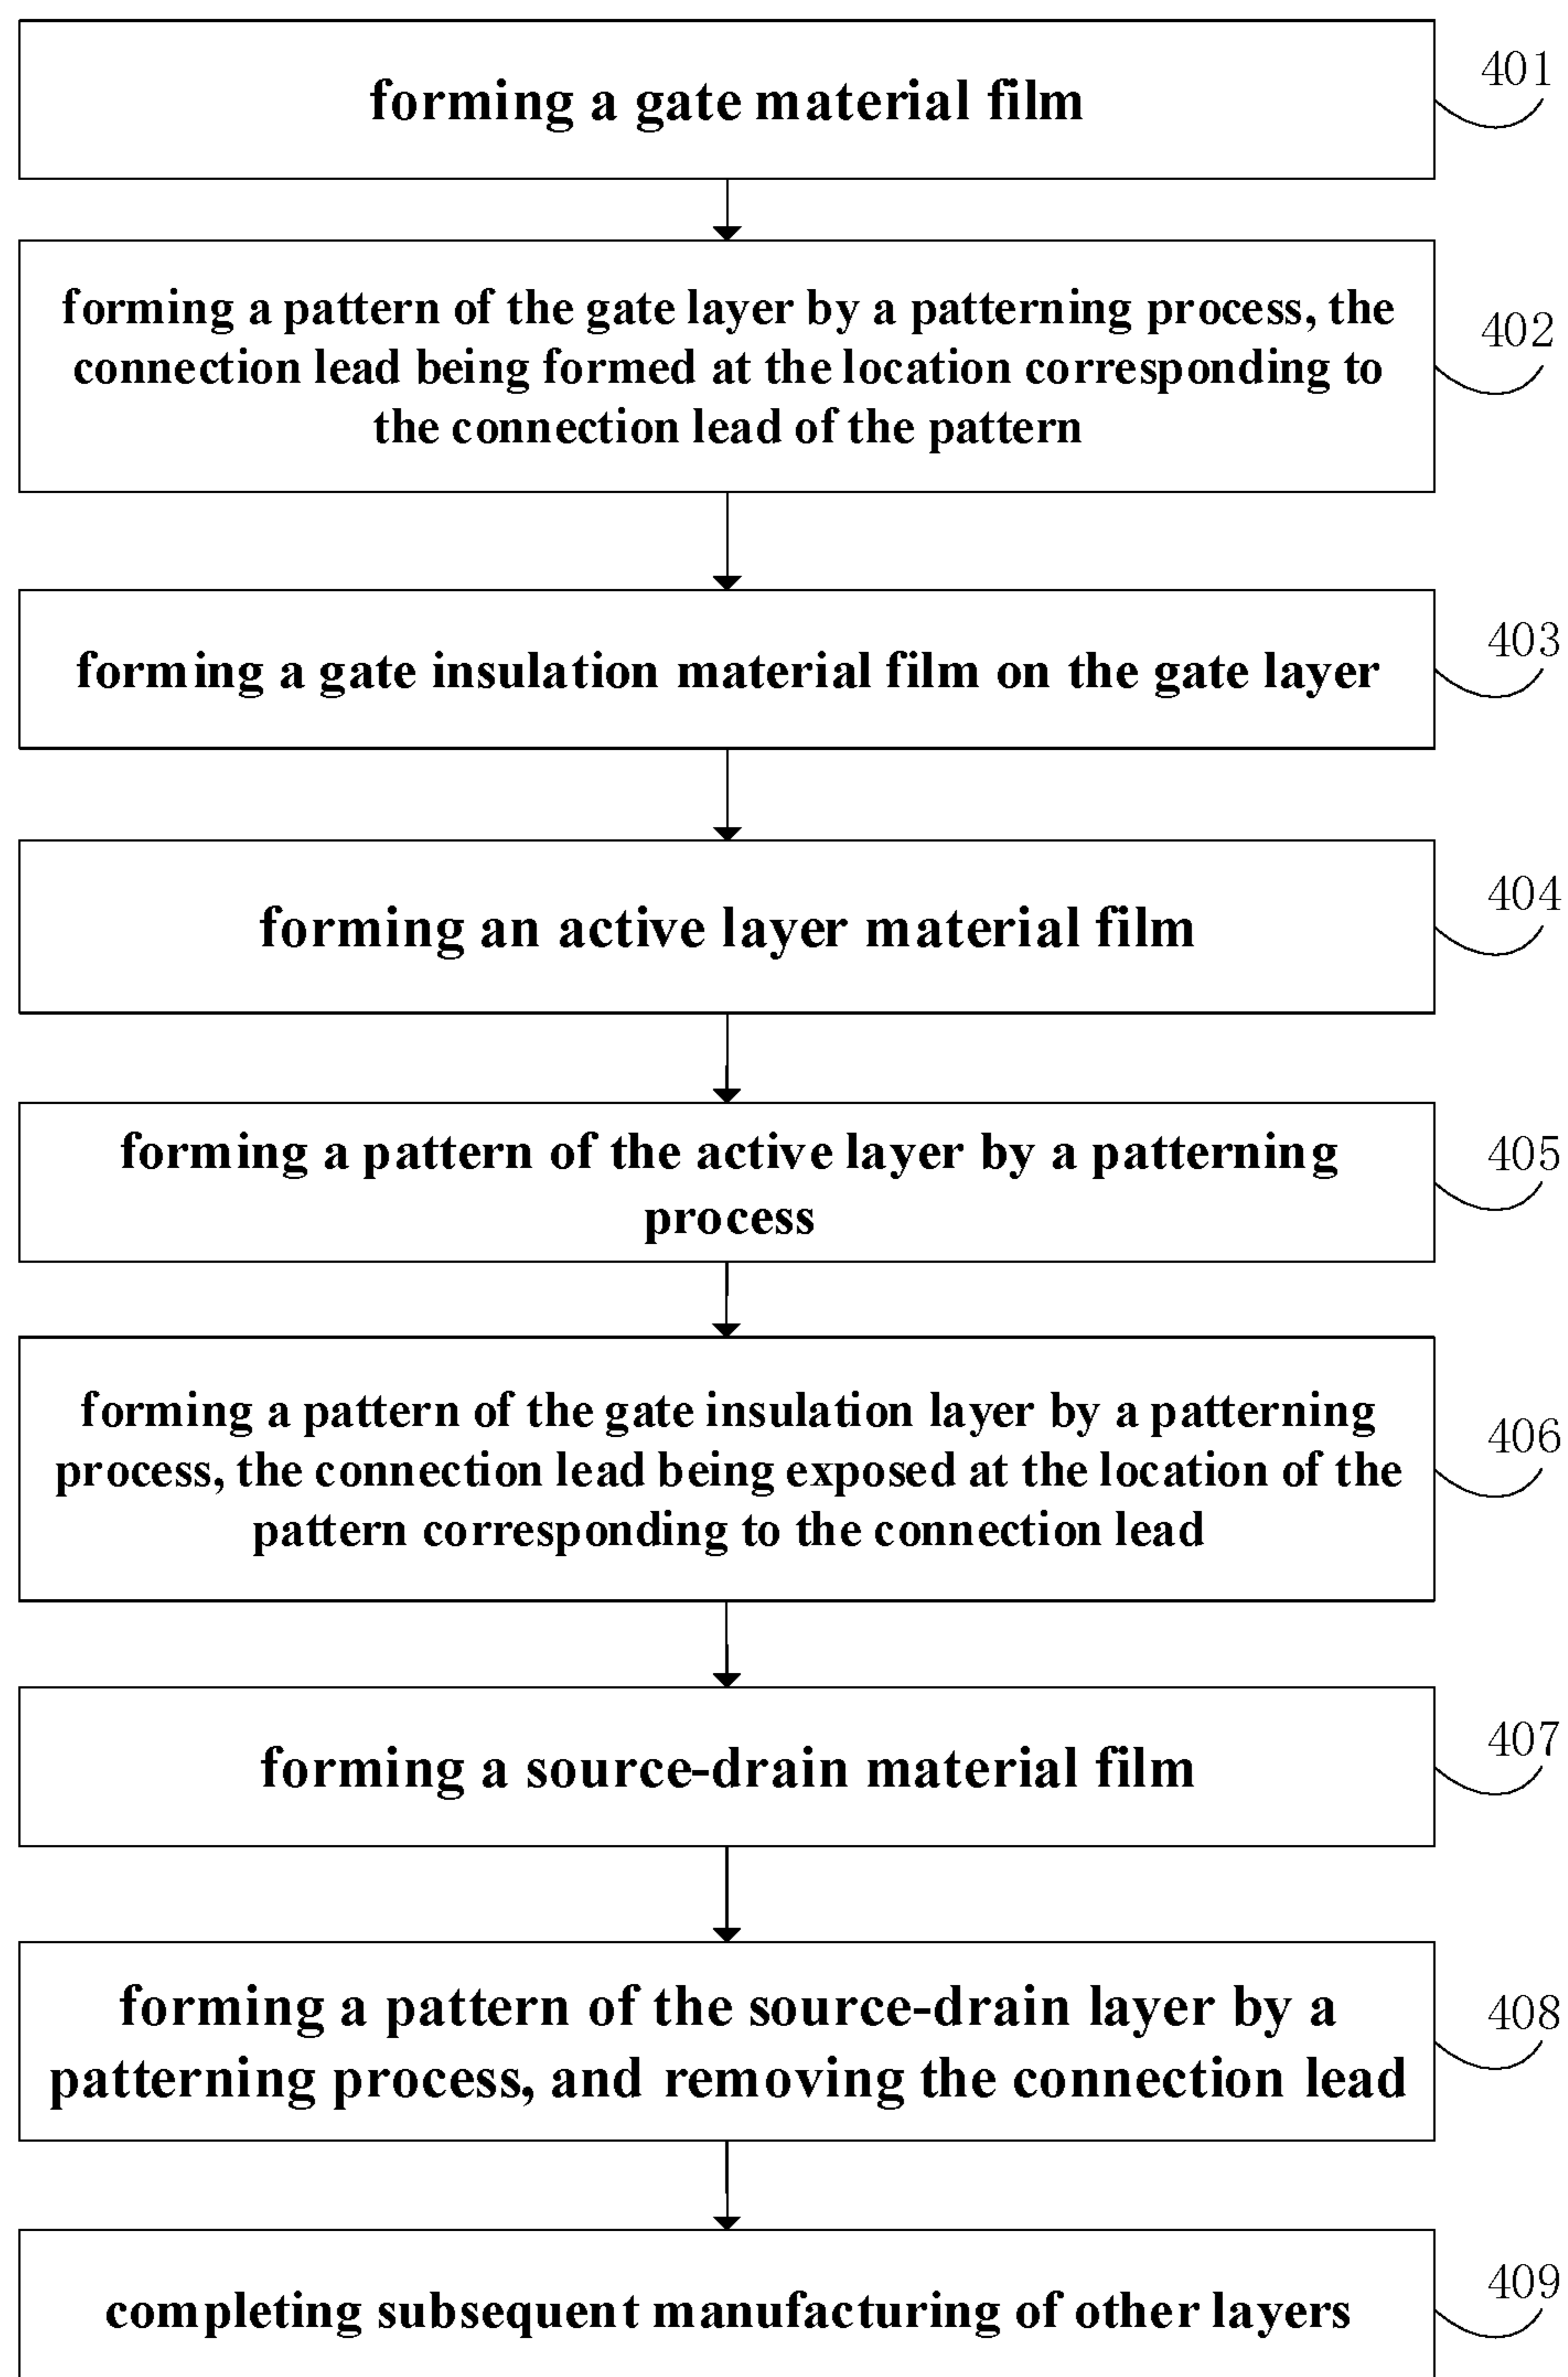 forming a gate material film
401
forming a pattern of the gate layer by a patterning process, the
connection lead being formed at the location corresponding to
the connection lead of the pattern
402
forming a gate insulation material film on the gate layer
403
forming an active layer material film
404
forming a pattern of the active layer by a patterning
process
405
forming a pattern of the gate insulation layer by a patterning
process, the connection lead being exposed at the location of the
pattern corresponding to the connection lead
406
forming a source-drain material film
407
forming a pattern of the source-drain layer by a
patterning process, and removing the connection lead
408
completing subsequent manufacturing of other layers
409